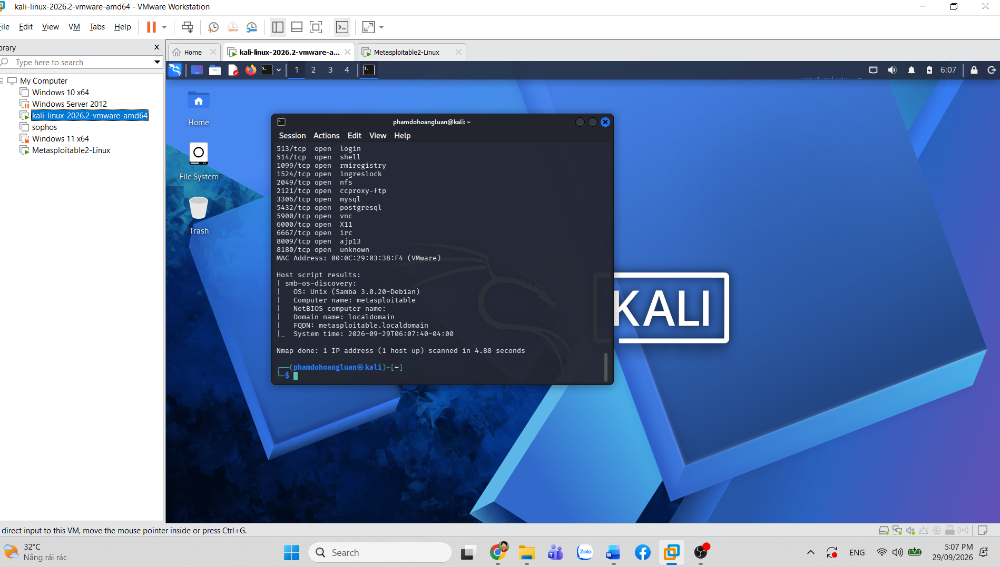 kali-linux-2026.2-vmware-amd64 - VMware Workstation
ile Edit View VM Tabs Help
brary
Type here to search
My Computer
Windows 10 x64
Windows Server 2012
kali-linux-2026.2-vmware-amd64
sophos
Windows 11 x64
Metasploitable2-Linux
Home
kali-linux-2026.2-vmware-a...
Metasploitable2-Linux
1 2 3 4
6:07
Home
File System
Trash
phamdohoangluan@kali: ~
Session Actions Edit View Help
513/tcp open login
514/tcp open shell
1099/tcp open rmiregistry
1524/tcp open ingreslock
2049/tcp open nfs
2121/tcp open ccproxy-ftp
3306/tcp open mysql
5432/tcp open postgresql
5900/tcp open vnc
6000/tcp open X11
6667/tcp open irc
8009/tcp open ajp13
8180/tcp open unknown
MAC Address: 00:0C:29:03:38:F4 (VMware)
Host script results:
| smb-os-discovery:
|   OS: Unix (Samba 3.0.20-Debian)
|   Computer name: metasploitable
|   NetBIOS computer name:
|   Domain name: localdomain
|   FQDN: metasploitable.localdomain
|_  System time: 2026-09-29T06:07:40-04:00
Nmap done: 1 IP address (1 host up) scanned in 4.88 seconds
┌──(phamdohoangluan㉿kali)-[~]
└─$
KALI
direct input to this VM, move the mouse pointer inside or press Ctrl+G.
32°C
Nắng rải rác
Search
Zalo
ENG
5:07 PM
29/09/2026